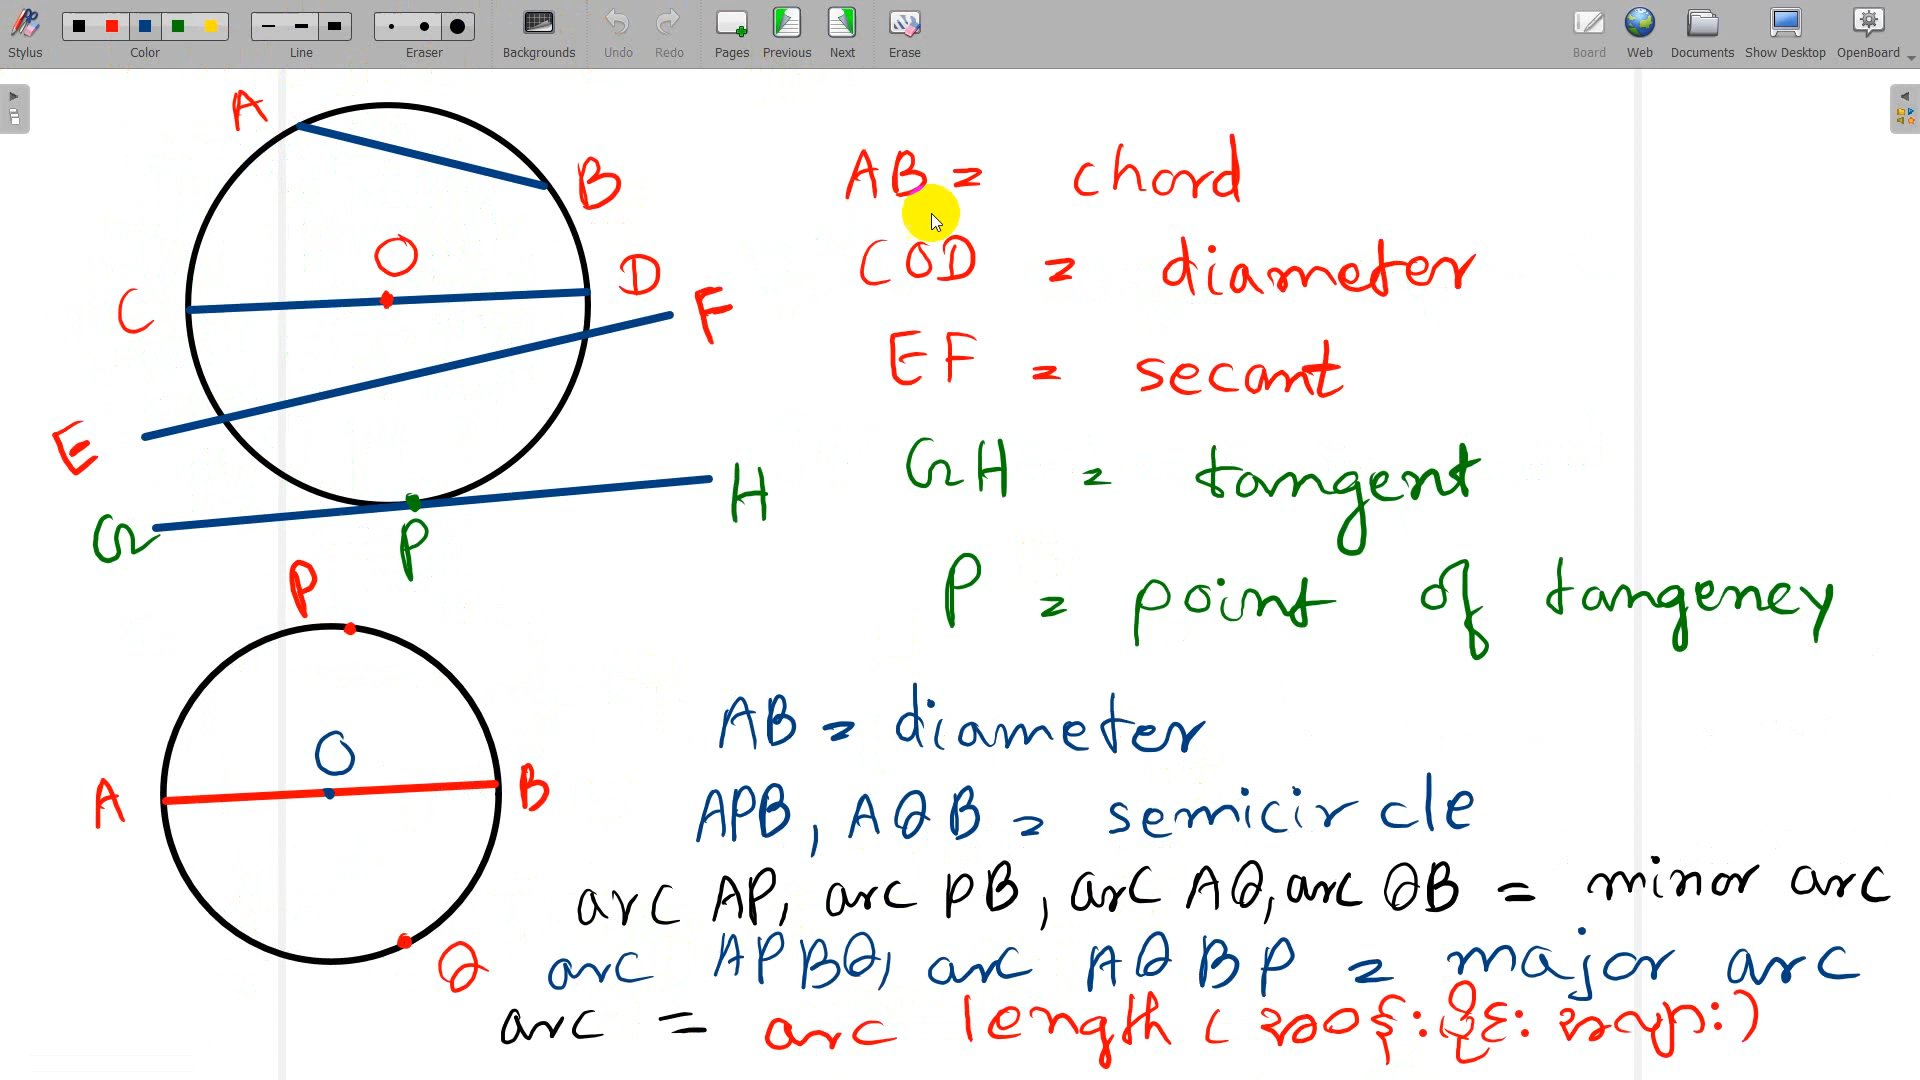 Stylus Color Line Eraser Backgrounds Undo Redo Pages Previous Next Erase Board Web Documents Show Desktop OpenBoard
A
B
O
C
D
F
E
G
H
P
AB = chord
COD = diameter
EF = secant
GH = tangent
P = point of tangency
P
O
A
B
Q
AB = diameter
APB, AQB = semicircle
arc AP, arc PB, arc AQ, arc QB = minor arc
arc APBQ, arc AQBP = major arc
arc = arc length (